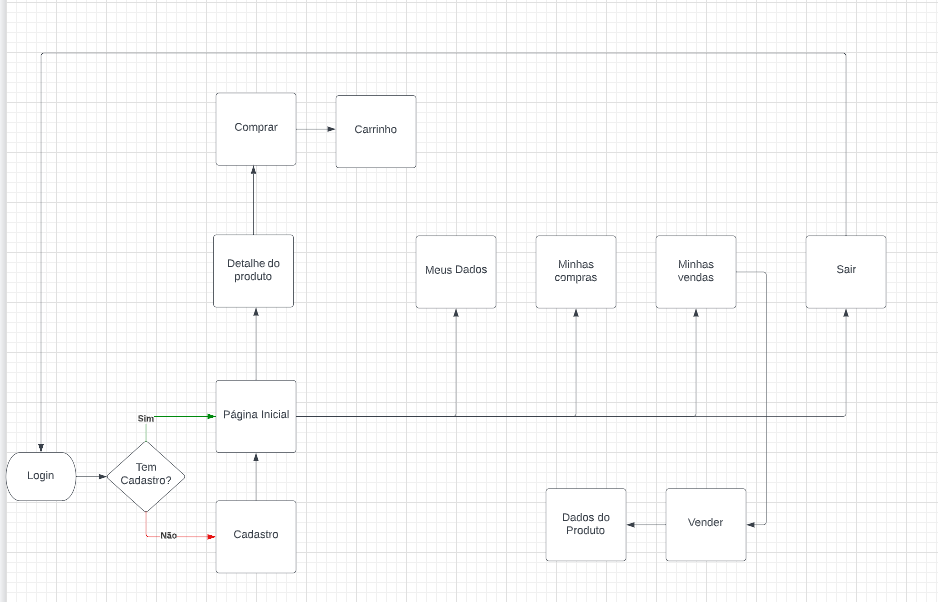 Comprar
Carrinho
Detalhe do
produto
Meus Dados
Minhas
compras
Minhas
vendas
Sair
Sim
Página Inicial
Login
Tem
Cadastro?
Não
Cadastro
Dados do
Produto
Vender